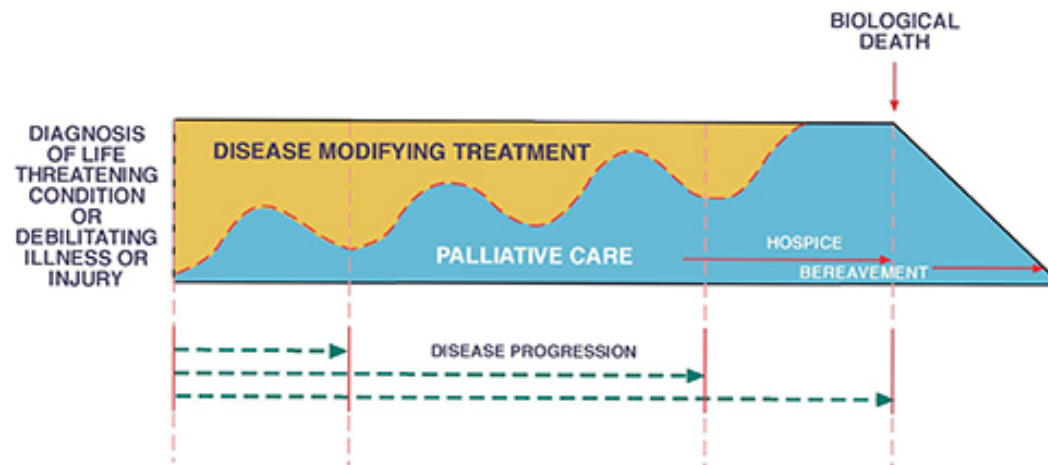 BIOLOGICAL
DEATH
DIAGNOSIS
OF LIFE
THREATENING
CONDITION
OR
DEBILITATING
ILLNESS OR
INJURY
DISEASE MODIFYING TREATMENT
PALLIATIVE CARE
HOSPICE
BEREAVEMENT
DISEASE PROGRESSION